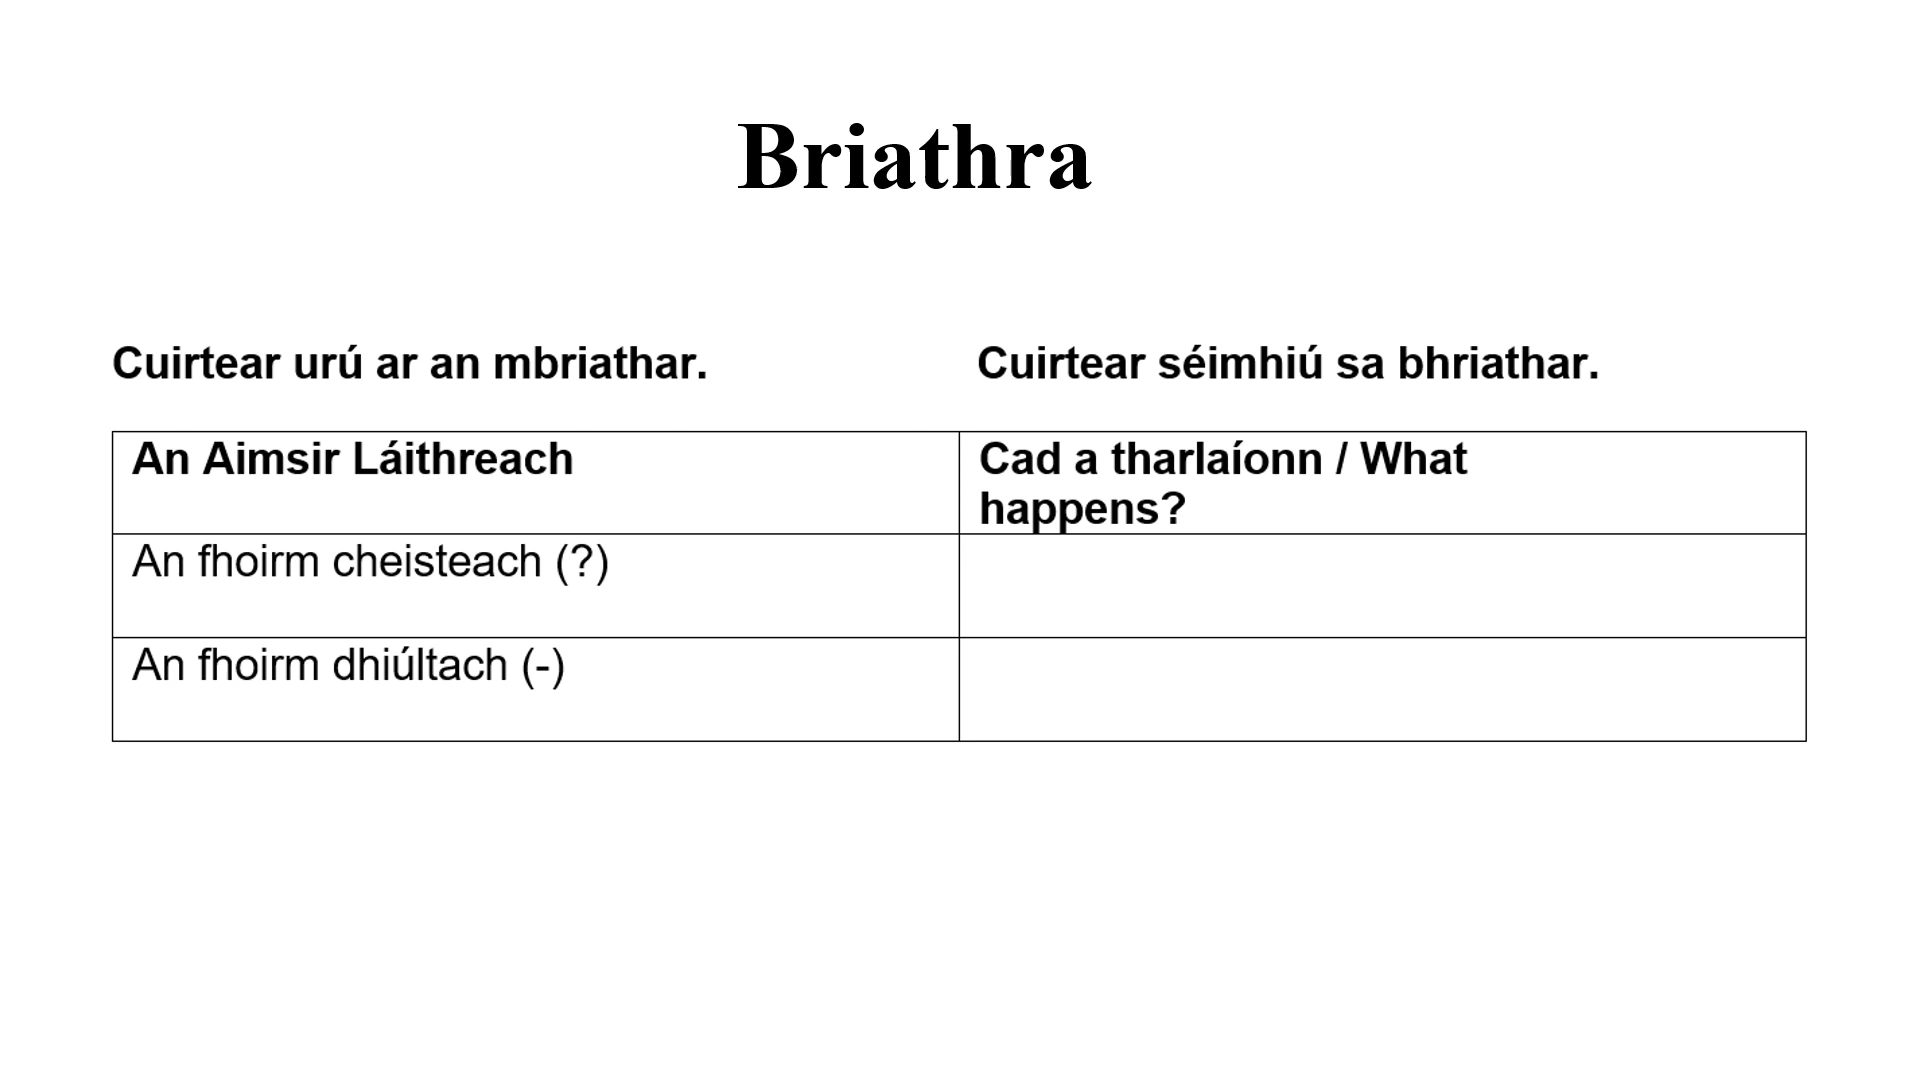 Briathra
Cuirtear urú ar an mbriathar. Cuirtear séimhiú sa bhriathar.
An Aimsir Láithreach
Cad a tharlaíonn / What
happens?
An fhoirm cheisteach (?)
An fhoirm dhiúltach (-)